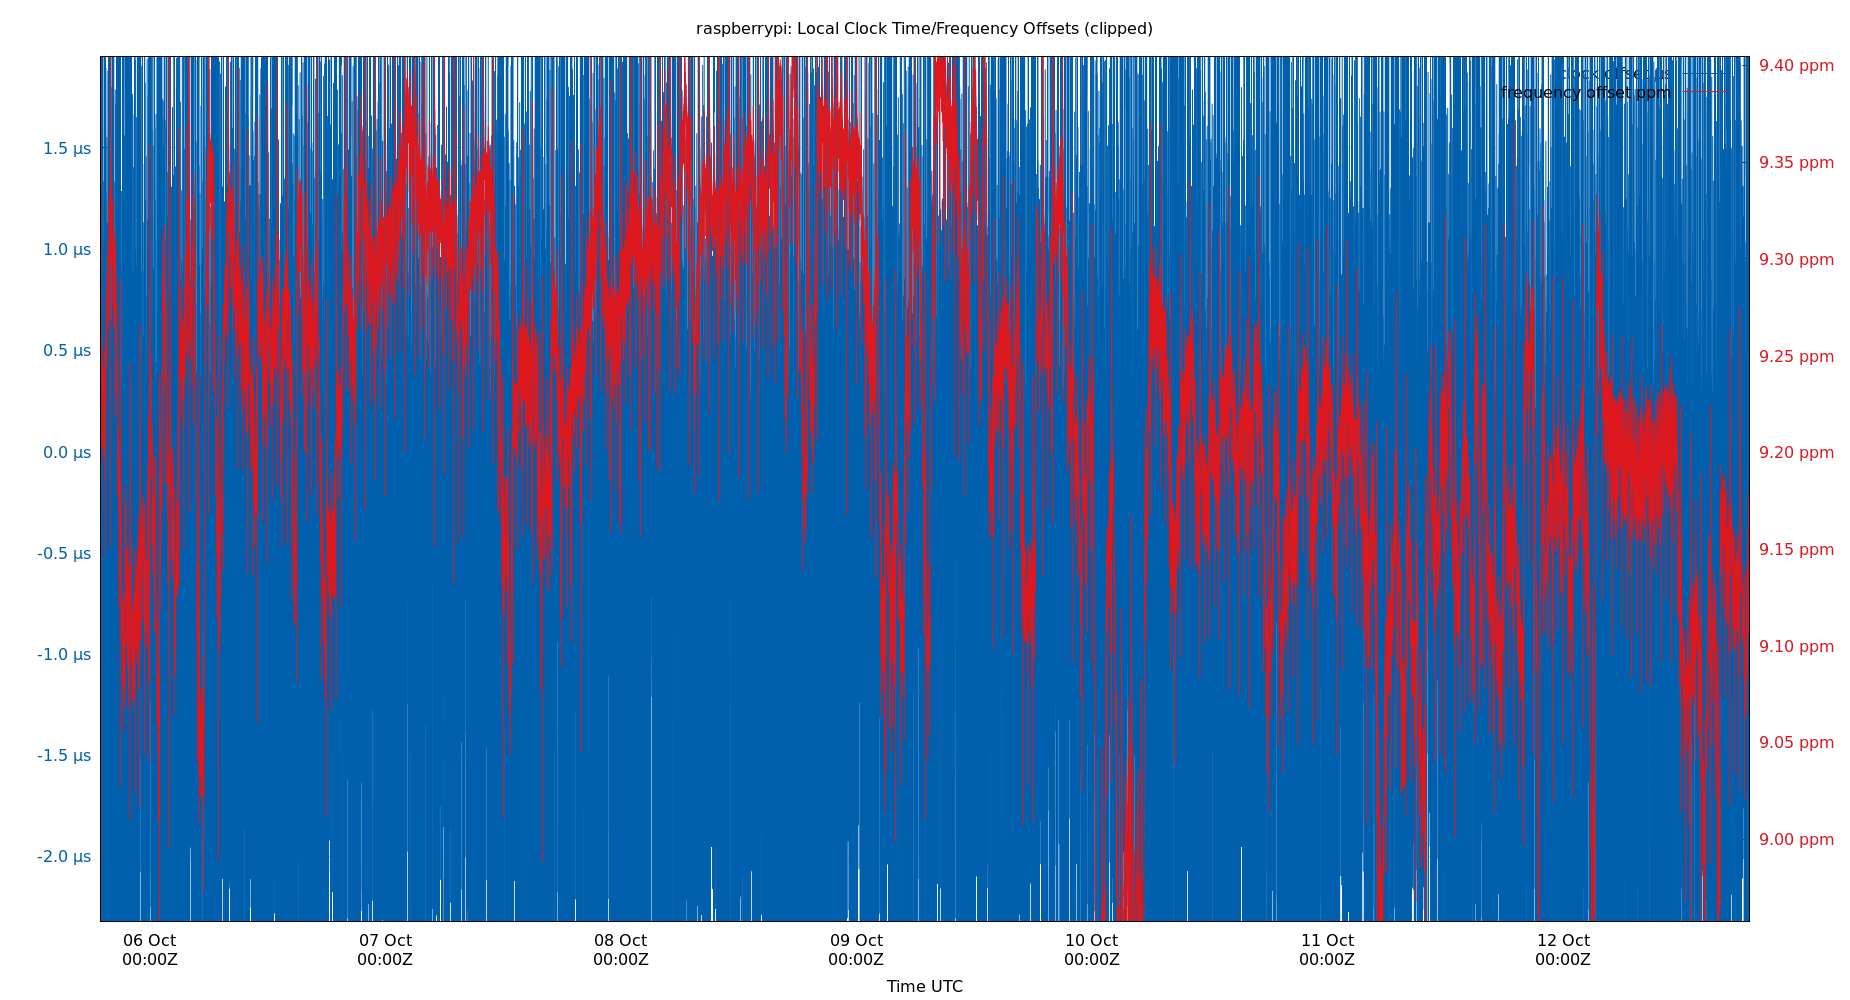 raspberrypi: Local Clock Time/Frequency Offsets (clipped)
clock offset µs
frequency offset ppm
1.5 µs
1.0 µs
0.5 µs
0.0 µs
-0.5 µs
-1.0 µs
-1.5 µs
-2.0 µs
9.40 ppm
9.35 ppm
9.30 ppm
9.25 ppm
9.20 ppm
9.15 ppm
9.10 ppm
9.05 ppm
9.00 ppm
06 Oct 07 Oct 08 Oct 09 Oct 10 Oct 11 Oct 12 Oct
00:00Z 00:00Z 00:00Z 00:00Z 00:00Z 00:00Z 00:00Z
Time UTC